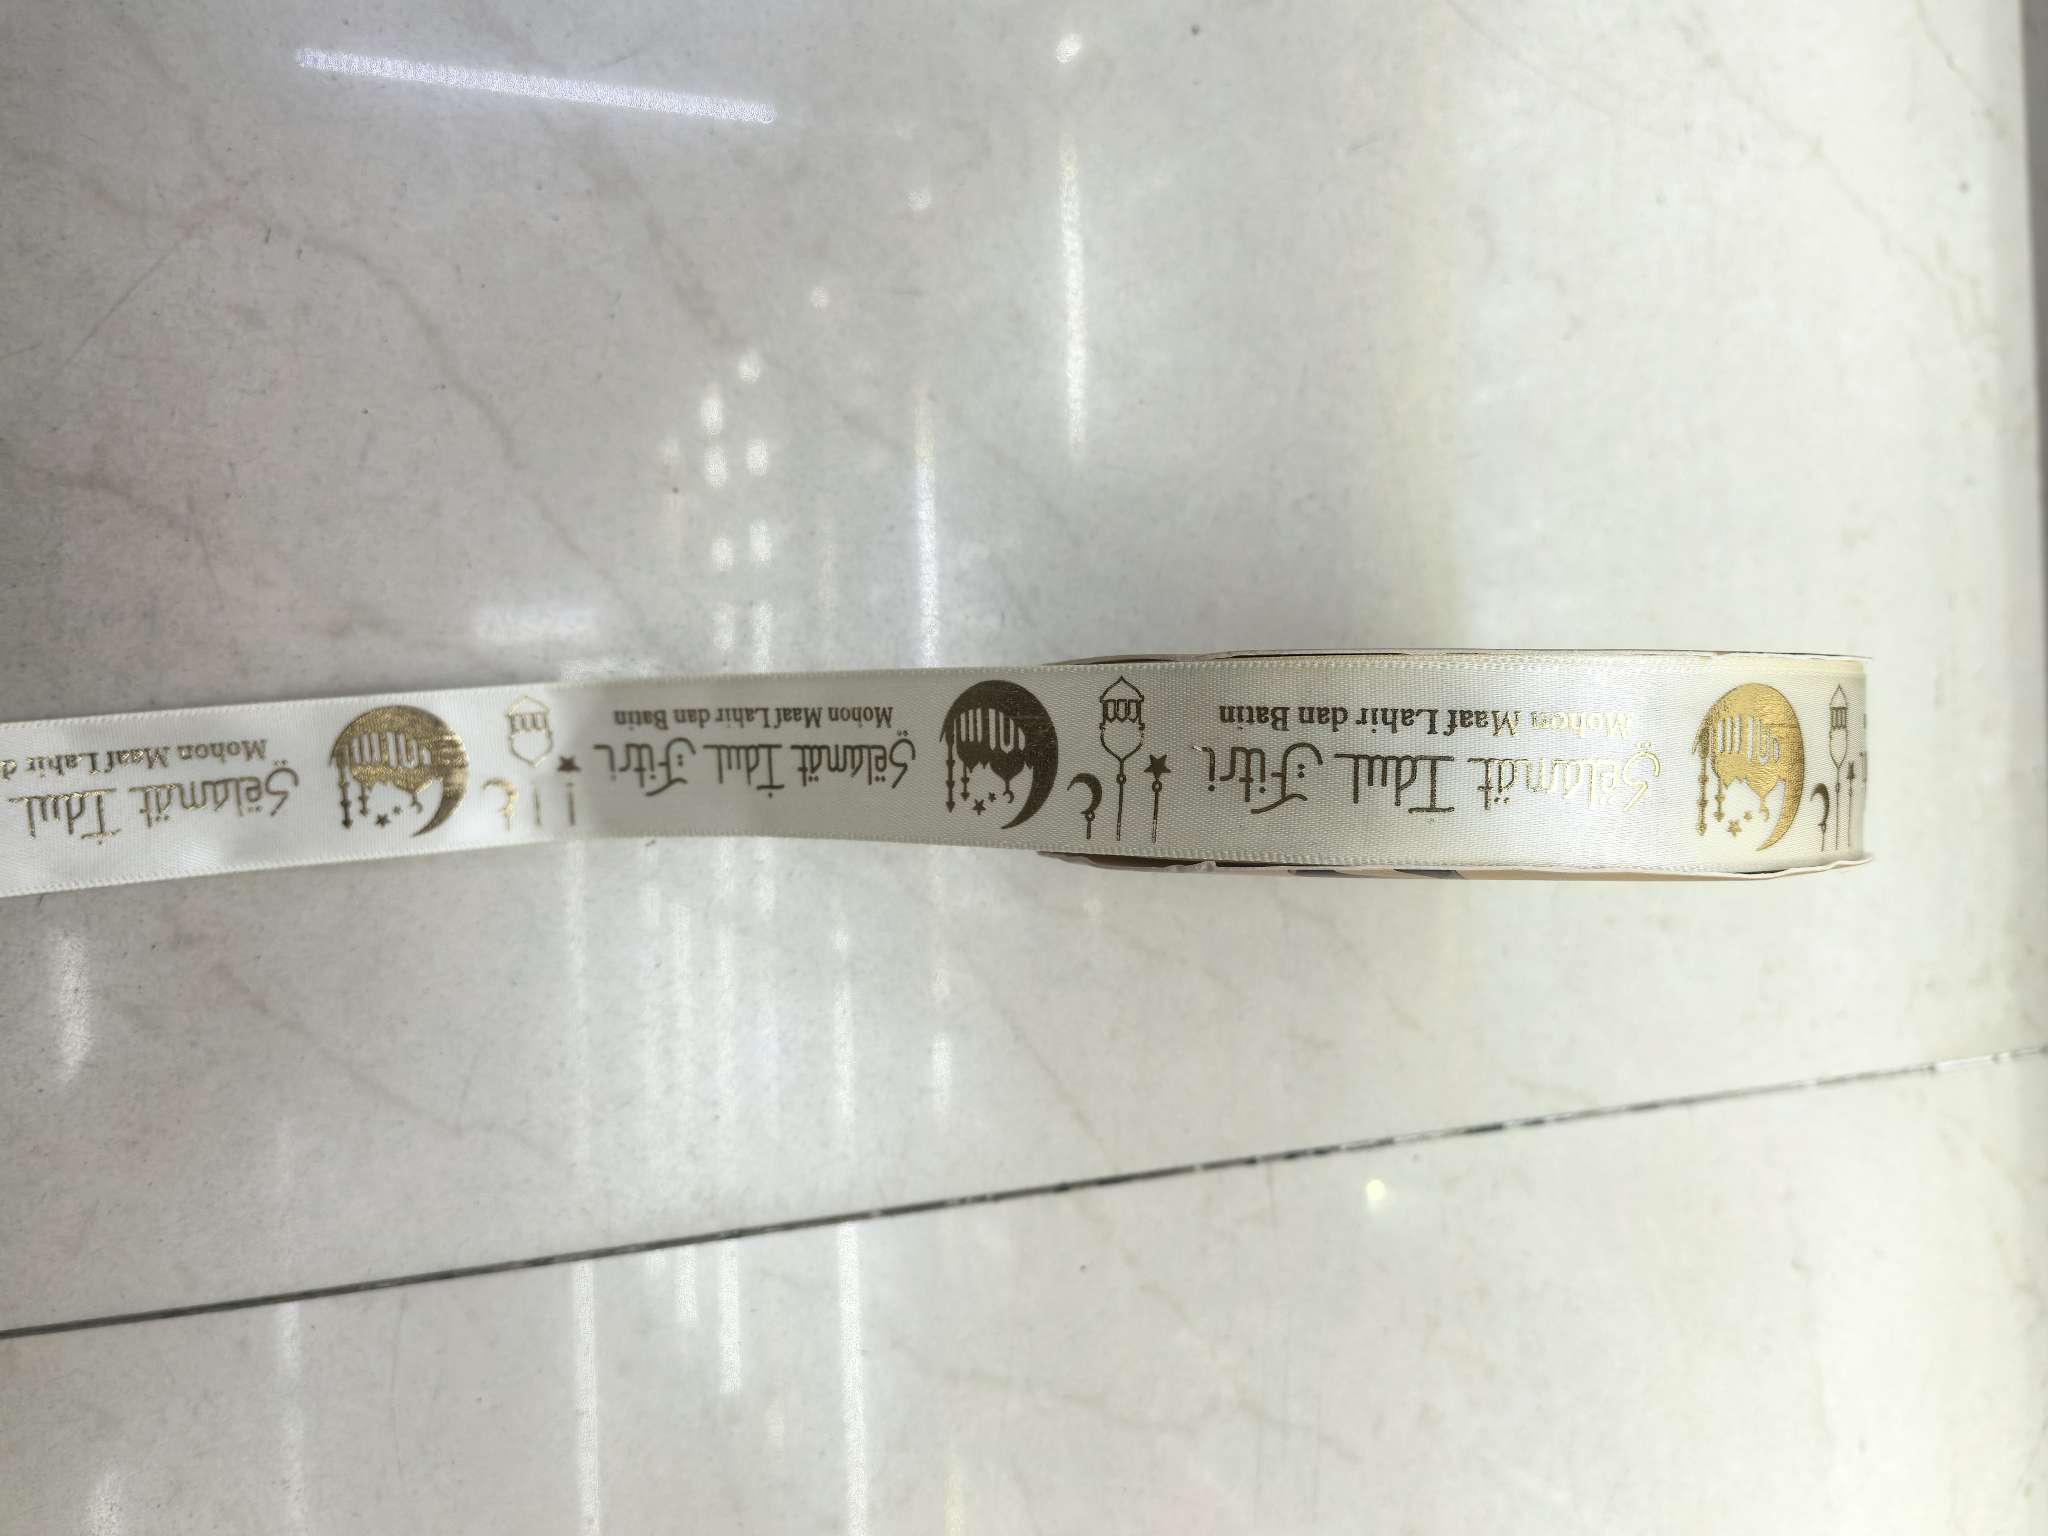 Selamat Idul Fitri
Mohon Maaf Lahir dan Batin
Selamat Idul Fitri
Mohon Maaf Lahir dan Batin
Selamat Idul
Mohon Maaf Lahir d